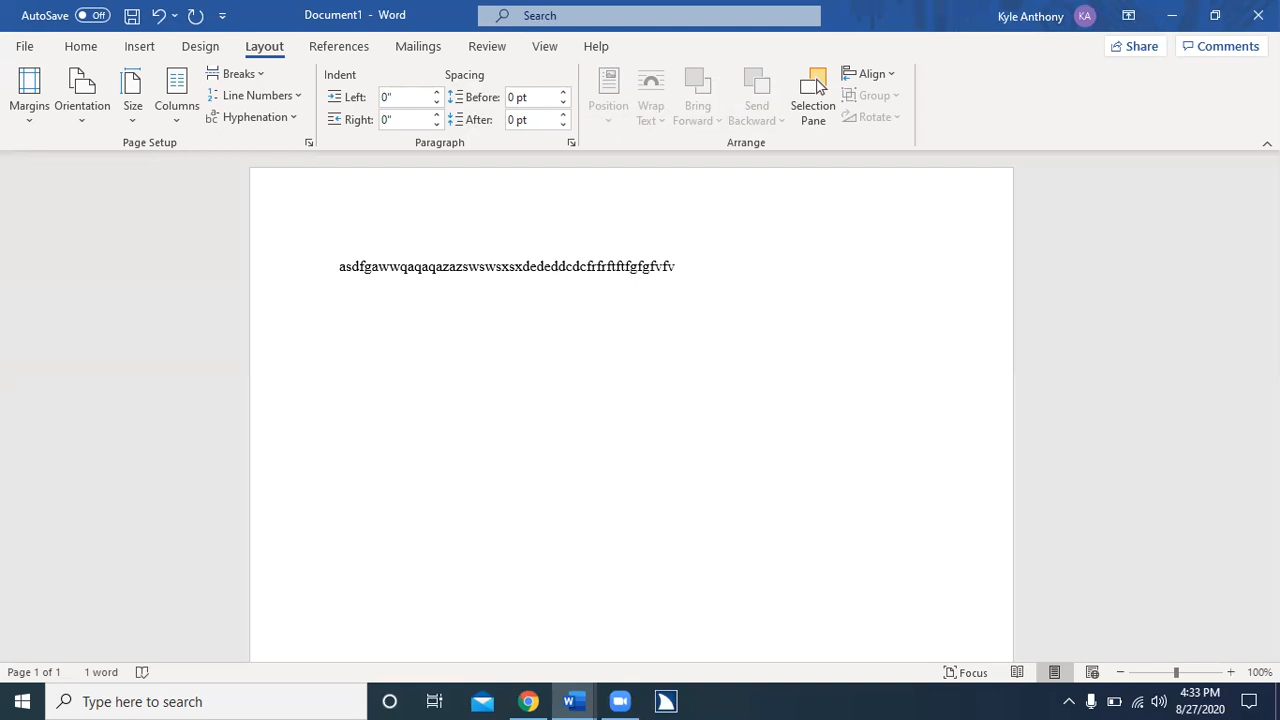 AutoSave Off Document1 - Word Search Kyle Anthony KA
File Home Insert Design Layout References Mailings Review View Help Share Comments
Margins Orientation Size Columns
Breaks
Line Numbers
Hyphenation
Page Setup
Indent Spacing
Left: 0" Before: 0 pt
Right: 0" After: 0 pt
Paragraph
Position Wrap Text Bring Forward Send Backward Selection Pane
Align
Group
Rotate
Arrange
asdfgawwqaqaqazazswswsxsxdededdcdcfrfrftftfgfgfvfv
Page 1 of 1 1 word Focus 100%
Type here to search W 4:33 PM
8/27/2020